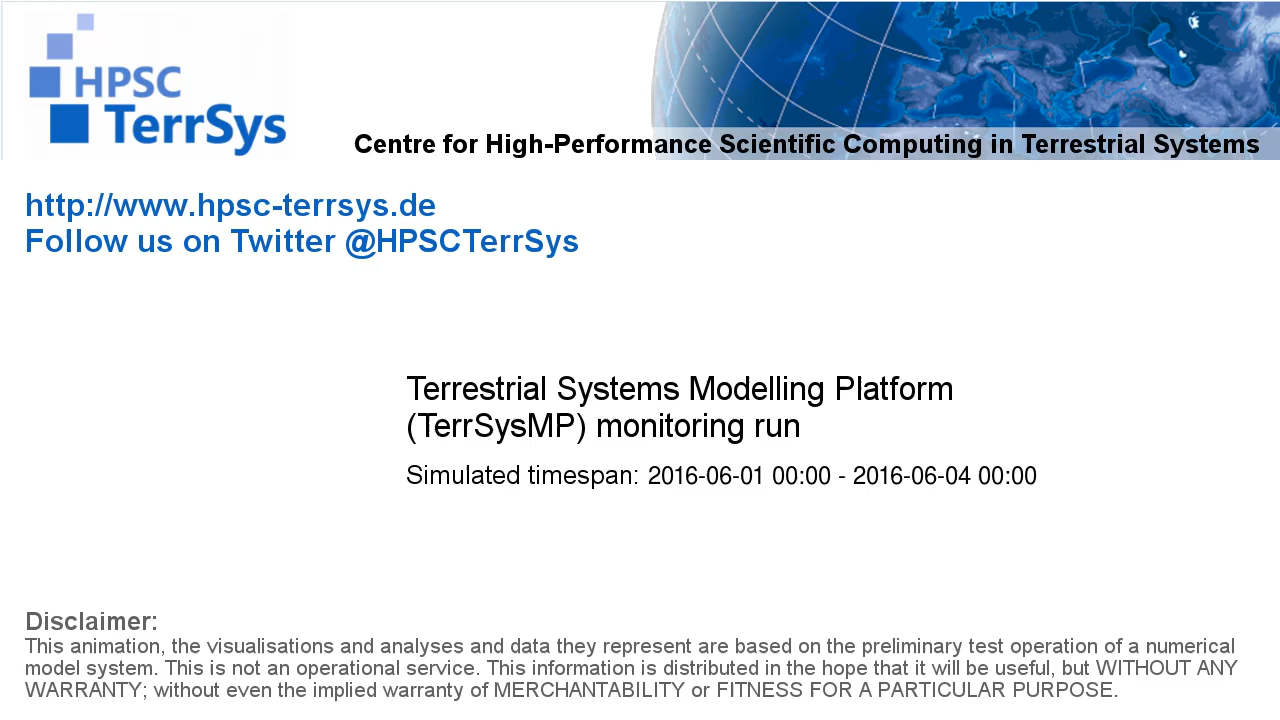 HPSC
TerrSys
Centre for High-Performance Scientific Computing in Terrestrial Systems
http://www.hpsc-terrsys.de
Follow us on Twitter @HPSCTerrSys
Terrestrial Systems Modelling Platform
(TerrSysMP) monitoring run
Simulated timespan: 2016-06-01 00:00 - 2016-06-04 00:00
Disclaimer:
This animation, the visualisations and analyses and data they represent are based on the preliminary test operation of a numerical
model system. This is not an operational service. This information is distributed in the hope that it will be useful, but WITHOUT ANY
WARRANTY; without even the implied warranty of MERCHANTABILITY or FITNESS FOR A PARTICULAR PURPOSE.